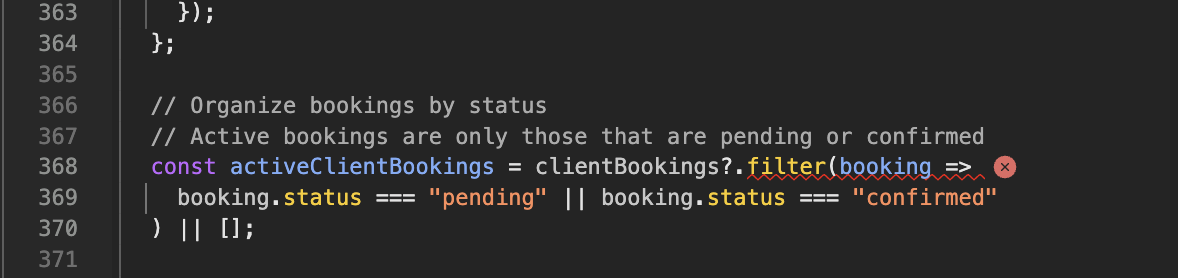 363 });
364 };
365
366 // Organize bookings by status
367 // Active bookings are only those that are pending or confirmed
368 const activeClientBookings = clientBookings?.filter(booking =>
369 booking.status === "pending" || booking.status === "confirmed"
370 ) || [];
371